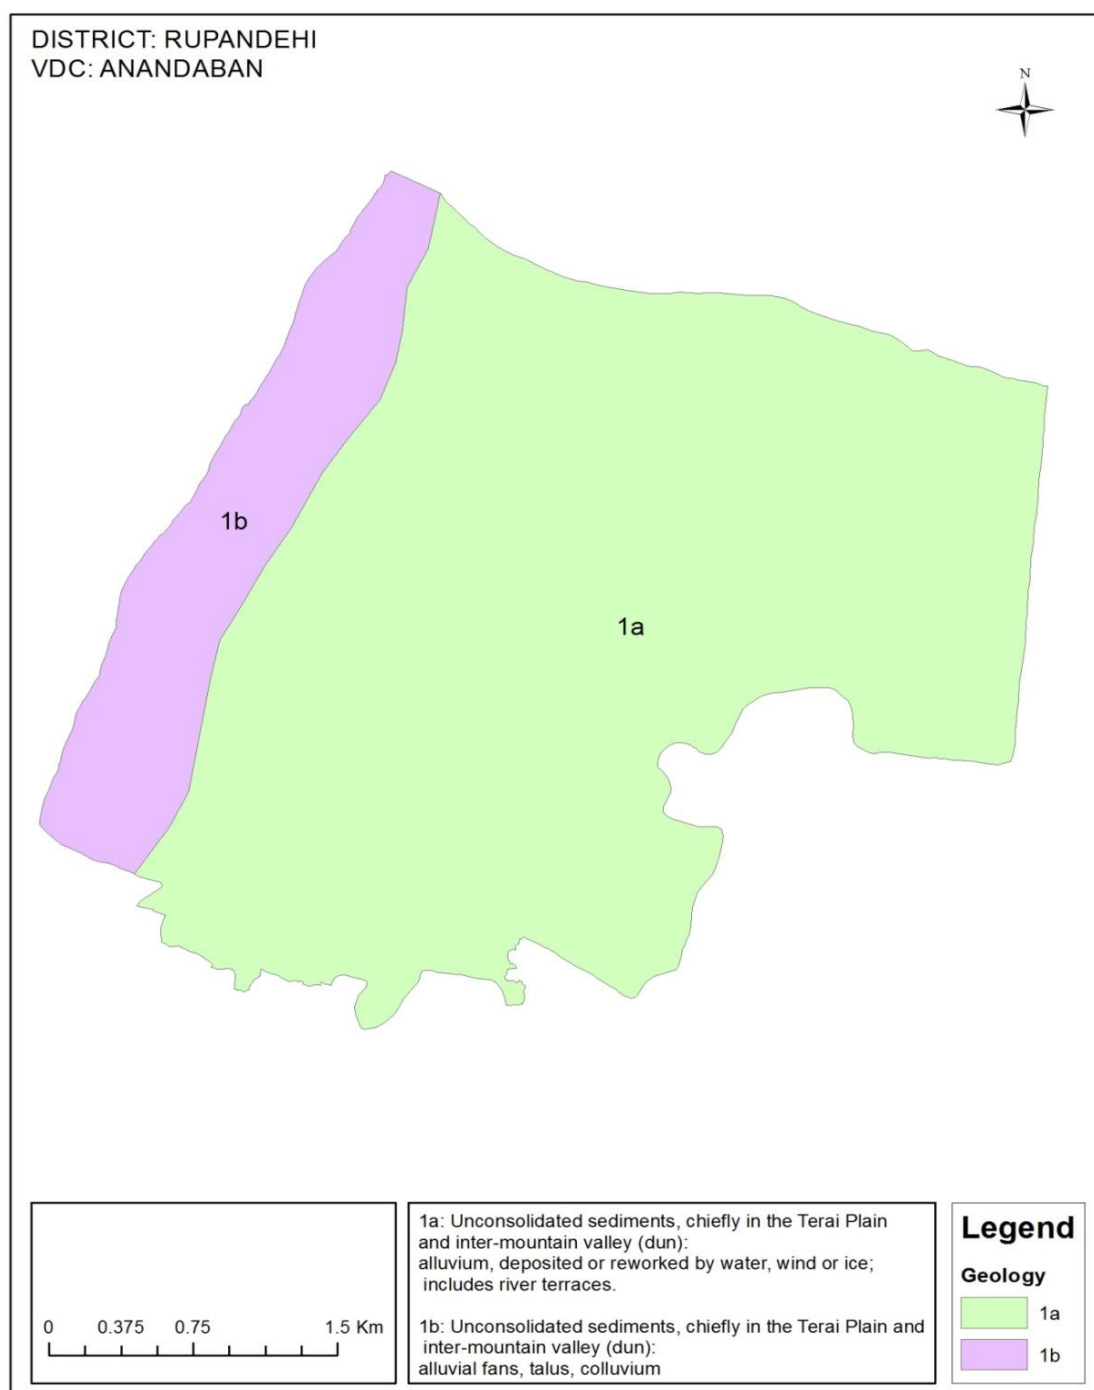 DISTRICT: RUPANDEHI
VDC: ANANDABAN
N
1b
1a
0 0.375 0.75 1.5 Km
1a: Unconsolidated sediments, chiefly in the Terai Plain
and inter-mountain valley (dun):
alluvium, deposited or reworked by water, wind or ice;
includes river terraces.
1b: Unconsolidated sediments, chiefly in the Terai Plain and
inter-mountain valley (dun):
alluvial fans, talus, colluvium
Legend
Geology
1a
1b